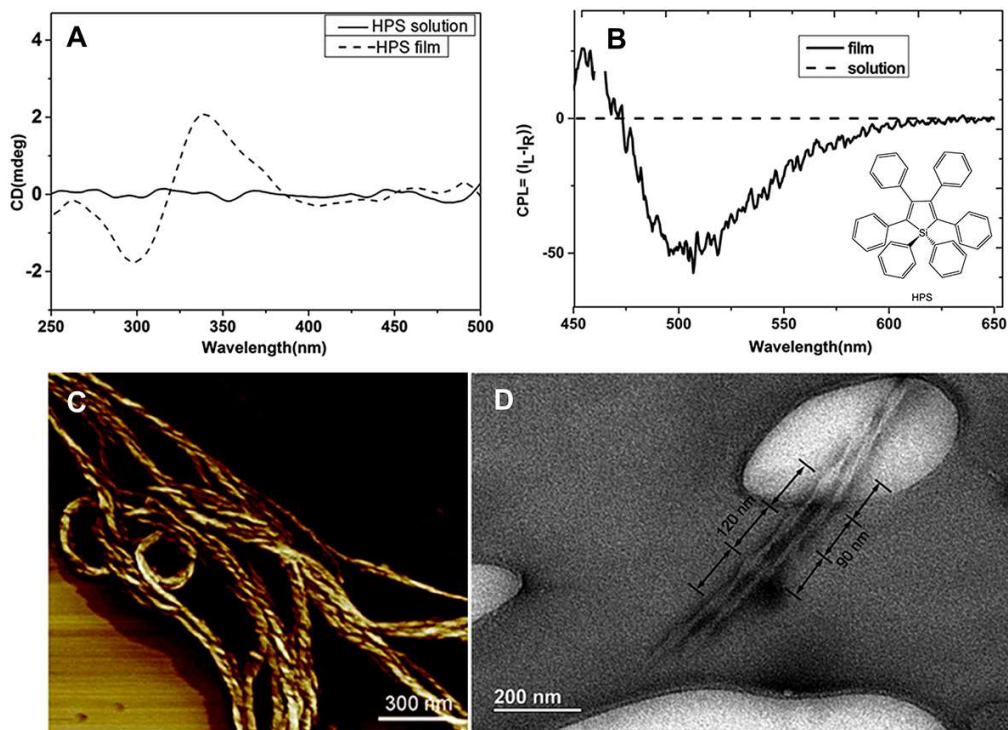 A
HPS solution
HPS film
CD(mdeg)
4
2
0
-2
250 300 350 400 450 500
Wavelength(nm)
B
film
solution
CPL= (I_L-I_R))
0
-50
450 500 550 600 650
Wavelength(nm)
Si
HPS
C
300 nm
D
120 nm
90 nm
200 nm